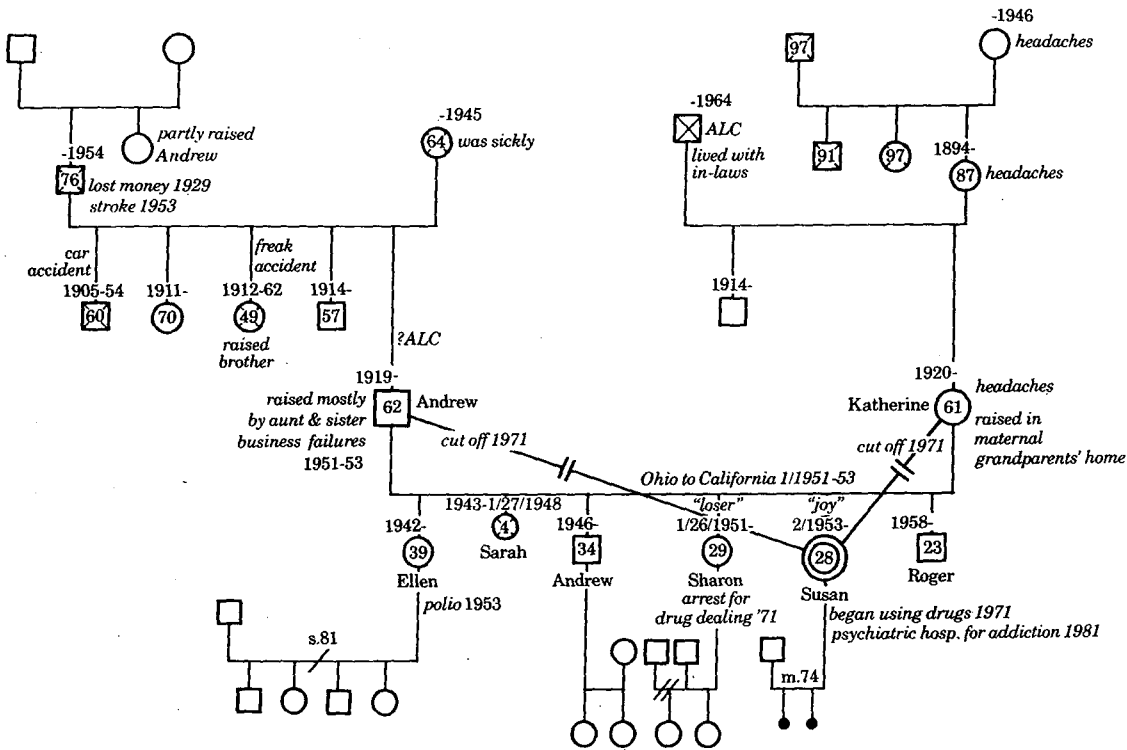 -1946
headaches
97
-1964
ALC
lived with
in-laws
-1945
64
was sickly
partly raised
Andrew
-1954
76
lost money 1929
stroke 1953
91
97
1894-
87
headaches
car
accident
1905-54
60
1911-
70
freak
accident
1912-62
49
raised
brother
1914-
57
1914-
?ALC
1919-
62
Andrew
raised mostly
by aunt & sister
business failures
1951-53
cut off 1971
1920-
headaches
Katherine
61
raised in
maternal
grandparents' home
cut off 1971
Ohio to California 1/1951-53
1942-
39
Ellen
polio 1953
1943-1/27/1948
4
Sarah
1946-
34
Andrew
"loser"
1/26/1951-
29
Sharon
arrest for
drug dealing '71
"joy"
2/1953-
28
Susan
began using drugs 1971
psychiatric hosp. for addiction 1981
1958-
23
Roger
s.81
m.74